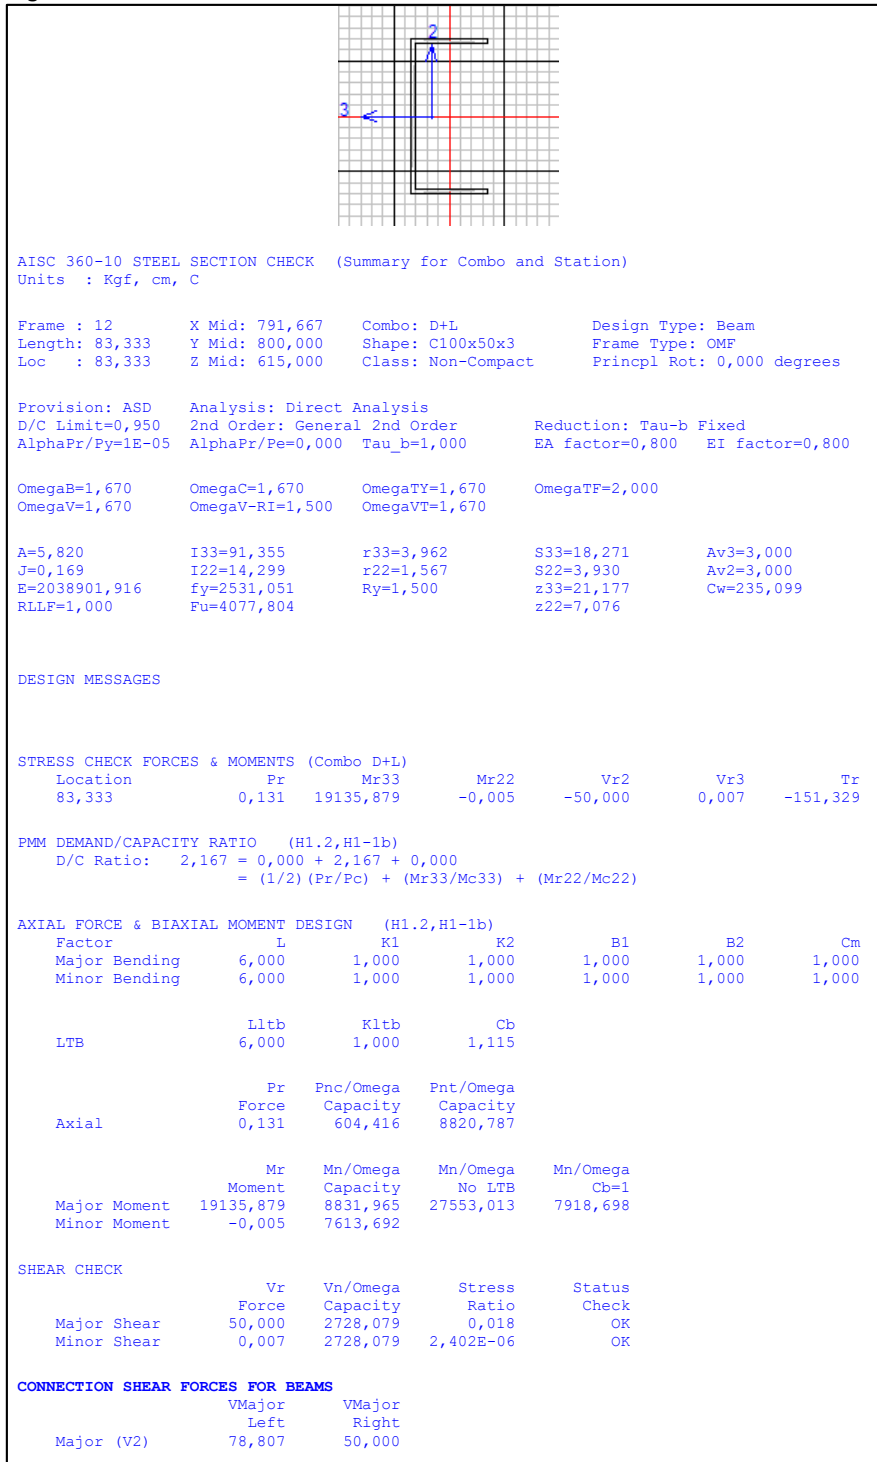 2
3
AISC 360-10 STEEL SECTION CHECK (Summary for Combo and Station)
Units : Kgf, cm, C
Frame : 12 X Mid: 791,667 Combo: D+L Design Type: Beam
Length: 83,333 Y Mid: 800,000 Shape: C100x50x3 Frame Type: OMF
Loc : 83,333 Z Mid: 615,000 Class: Non-Compact Princpl Rot: 0,000 degrees
Provision: ASD Analysis: Direct Analysis
D/C Limit=0,950 2nd Order: General 2nd Order Reduction: Tau-b Fixed
AlphaPr/Py=1E-05 AlphaPr/Pe=0,000 Tau_b=1,000 EA factor=0,800 EI factor=0,800
OmegaB=1,670 OmegaC=1,670 OmegaTY=1,670 OmegaTF=2,000
OmegaV=1,670 OmegaV-RI=1,500 OmegaVT=1,670
A=5,820 I33=91,355 r33=3,962 S33=18,271 Av3=3,000
J=0,169 I22=14,299 r22=1,567 S22=3,930 Av2=3,000
E=2038901,916 fy=2531,051 Ry=1,500 z33=21,177 Cw=235,099
RLLF=1,000 Fu=4077,804 z22=7,076
DESIGN MESSAGES
STRESS CHECK FORCES & MOMENTS (Combo D+L)
Location Pr Mr33 Mr22 Vr2 Vr3 Tr
83,333 0,131 19135,879 -0,005 -50,000 0,007 -151,329
PMM DEMAND/CAPACITY RATIO (H1.2,H1-1b)
D/C Ratio: 2,167 = 0,000 + 2,167 + 0,000
= (1/2)(Pr/Pc) + (Mr33/Mc33) + (Mr22/Mc22)
AXIAL FORCE & BIAXIAL MOMENT DESIGN (H1.2,H1-1b)
Factor L K1 K2 B1 B2 Cm
Major Bending 6,000 1,000 1,000 1,000 1,000 1,000
Minor Bending 6,000 1,000 1,000 1,000 1,000 1,000
Lltb Kltb Cb
LTB 6,000 1,000 1,115
Pr Pnc/Omega Pnt/Omega
Force Capacity Capacity
Axial 0,131 604,416 8820,787
Mr Mn/Omega Mn/Omega Mn/Omega
Moment Capacity No LTB Cb=1
Major Moment 19135,879 8831,965 27553,013 7918,698
Minor Moment -0,005 7613,692
SHEAR CHECK
Vr Vn/Omega Stress Status
Force Capacity Ratio Check
Major Shear 50,000 2728,079 0,018 OK
Minor Shear 0,007 2728,079 2,402E-06 OK
CONNECTION SHEAR FORCES FOR BEAMS
VMajor VMajor
Left Right
Major (V2) 78,807 50,000